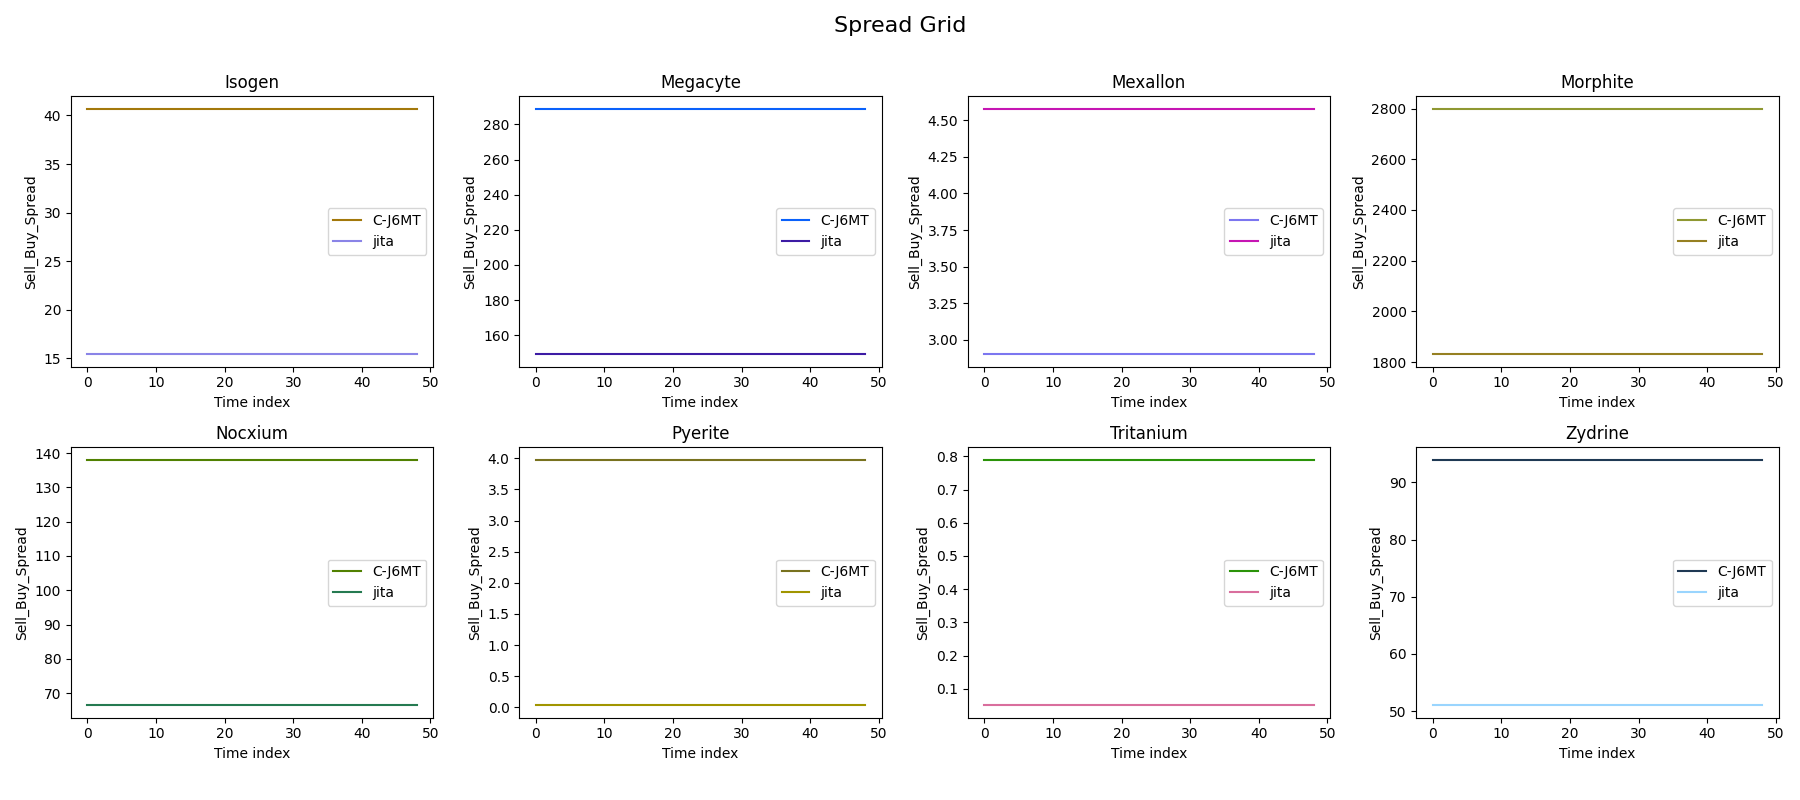 Spread Grid
Isogen
Sell_Buy_Spread
40
35
30
25
20
15
C-J6MT
jita
0 10 20 30 40 50
Time index
Megacyte
Sell_Buy_Spread
280
260
240
220
200
180
160
C-J6MT
jita
0 10 20 30 40 50
Time index
Mexallon
Sell_Buy_Spread
4.50
4.25
4.00
3.75
3.50
3.25
3.00
C-J6MT
jita
0 10 20 30 40 50
Time index
Morphite
Sell_Buy_Spread
2800
2600
2400
2200
2000
1800
C-J6MT
jita
0 10 20 30 40 50
Time index
Nocxium
Sell_Buy_Spread
140
130
120
110
100
90
80
70
C-J6MT
jita
0 10 20 30 40 50
Time index
Pyerite
Sell_Buy_Spread
4.0
3.5
3.0
2.5
2.0
1.5
1.0
0.5
0.0
C-J6MT
jita
0 10 20 30 40 50
Time index
Tritanium
Sell_Buy_Spread
0.8
0.7
0.6
0.5
0.4
0.3
0.2
0.1
C-J6MT
jita
0 10 20 30 40 50
Time index
Zydrine
Sell_Buy_Spread
90
80
70
60
50
C-J6MT
jita
0 10 20 30 40 50
Time index